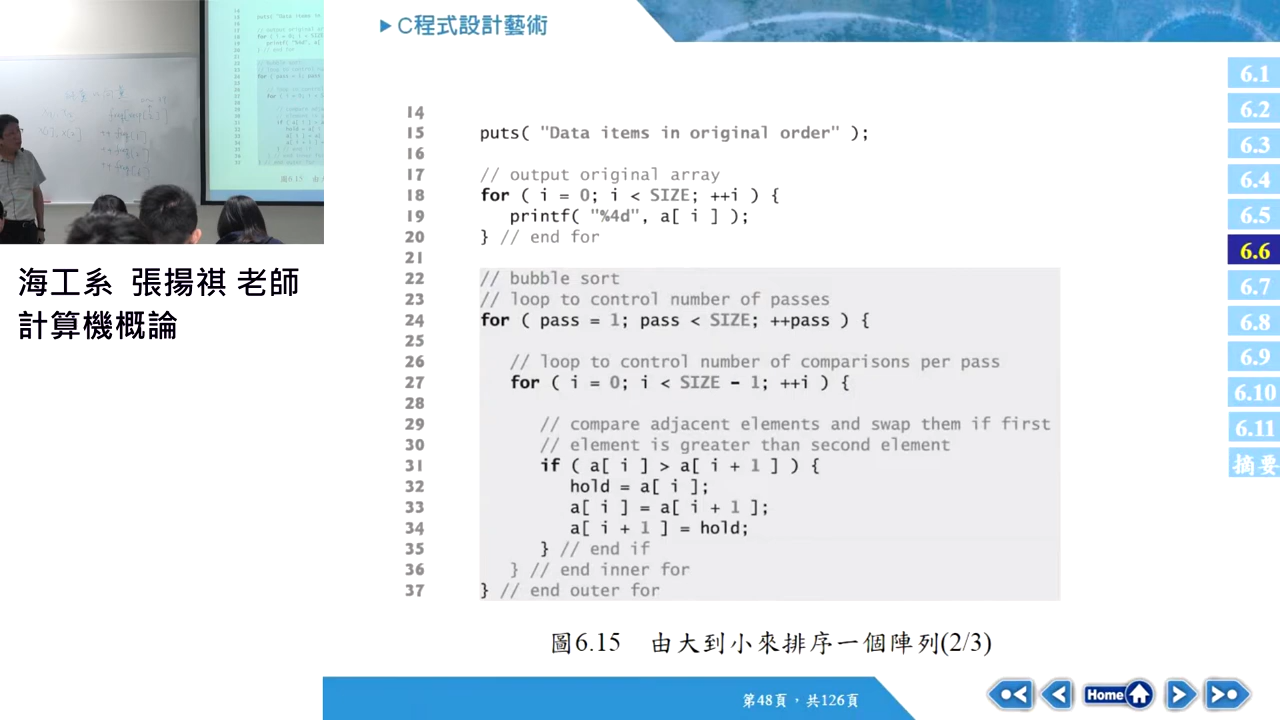 C程式設計藝術
海工系 張揚祺 老師
計算機概論
14
15 puts( "Data items in original order" );
16
17 // output original array
18 for ( i = 0; i < SIZE; ++i ) {
19 printf( "%4d", a[ i ] );
20 } // end for
21
22 // bubble sort
23 // loop to control number of passes
24 for ( pass = 1; pass < SIZE; ++pass ) {
25
26 // loop to control number of comparisons per pass
27 for ( i = 0; i < SIZE - 1; ++i ) {
28
29 // compare adjacent elements and swap them if first
30 // element is greater than second element
31 if ( a[ i ] > a[ i + 1 ] ) {
32 hold = a[ i ];
33 a[ i ] = a[ i + 1 ];
34 a[ i + 1 ] = hold;
35 } // end if
36 } // end inner for
37 } // end outer for
圖6.15 由大到小來排序一個陣列(2/3)
6.1
6.2
6.3
6.4
6.5
6.6
6.7
6.8
6.9
6.10
6.11
摘要
第48頁，共126頁
Home